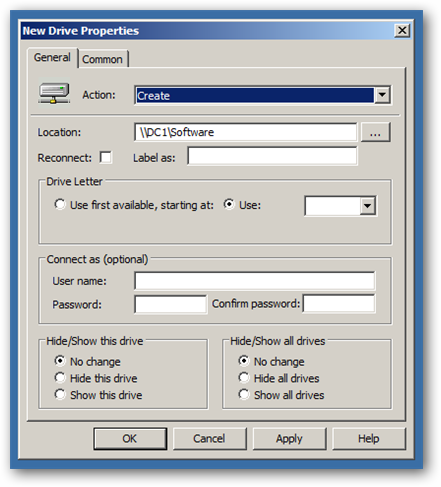 New Drive Properties
General Common
Action: Create
Location: \\DC1\Software ...
Reconnect: Label as:
Drive Letter
Use first available, starting at: Use:
Connect as (optional)
User name:
Password: Confirm password:
Hide/Show this drive Hide/Show all drives
No change No change
Hide this drive Hide all drives
Show this drive Show all drives
OK Cancel Apply Help